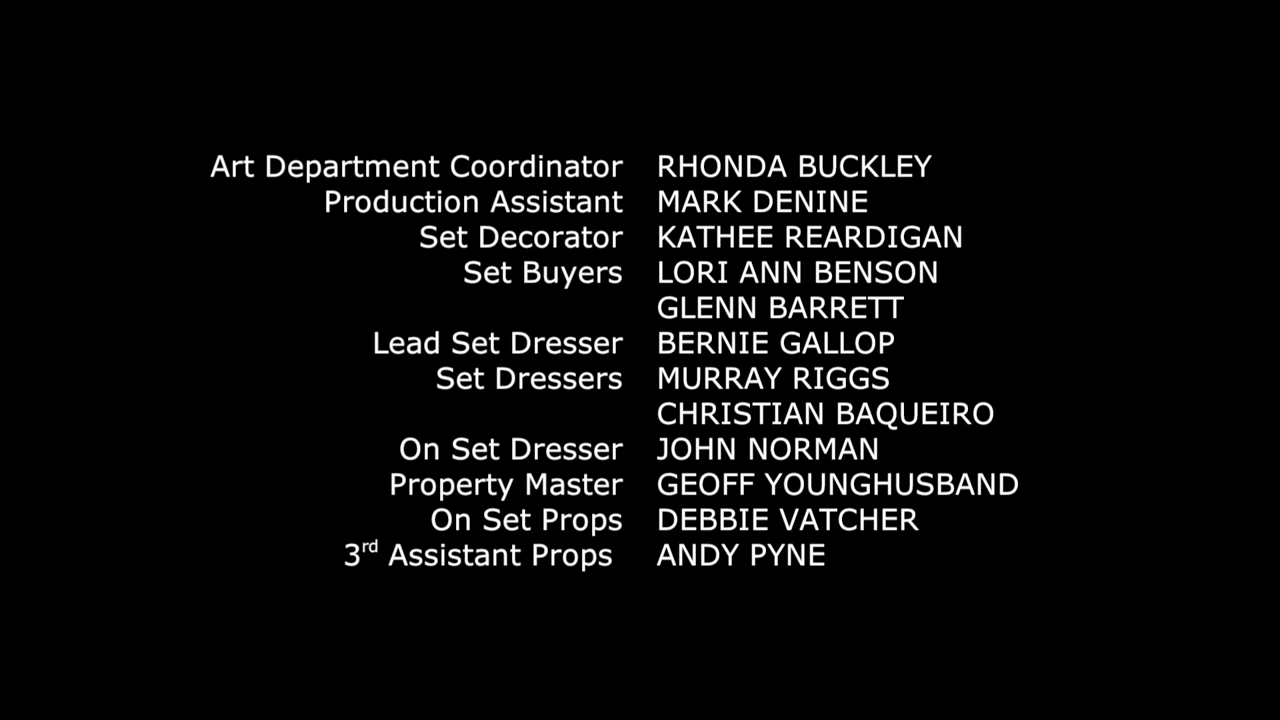 Art Department Coordinator RHONDA BUCKLEY
Production Assistant MARK DENINE
Set Decorator KATHEE REARDIGAN
Set Buyers LORI ANN BENSON
GLENN BARRETT
Lead Set Dresser BERNIE GALLOP
Set Dressers MURRAY RIGGS
CHRISTIAN BAQUEIRO
On Set Dresser JOHN NORMAN
Property Master GEOFF YOUNGHUSBAND
On Set Props DEBBIE VATCHER
3rd Assistant Props ANDY PYNE